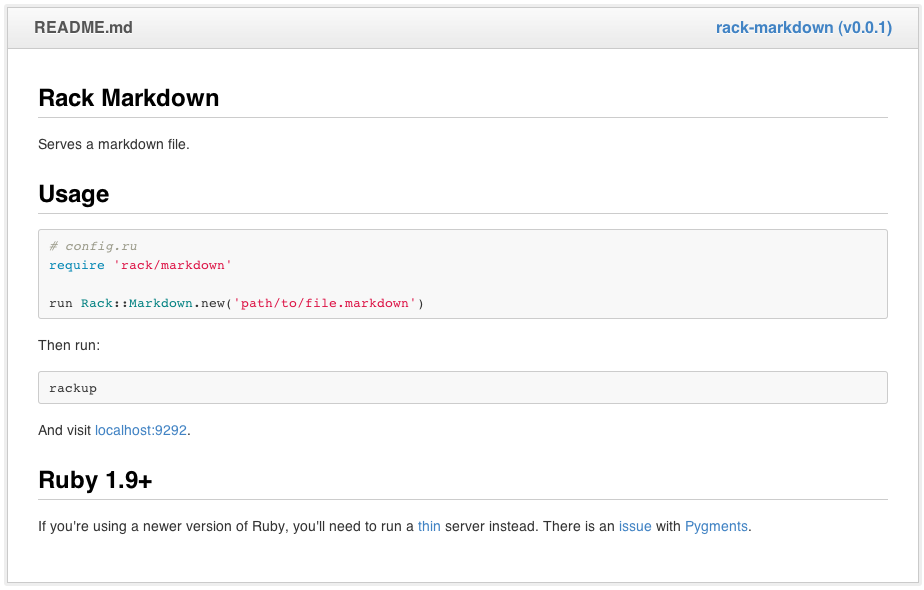 README.md
rack-markdown (v0.0.1)
Rack Markdown
Serves a markdown file.
Usage
# config.ru
require 'rack/markdown'
run Rack::Markdown.new('path/to/file.markdown')
Then run:
rackup
And visit localhost:9292.
Ruby 1.9+
If you're using a newer version of Ruby, you'll need to run a thin server instead. There is an issue with Pygments.